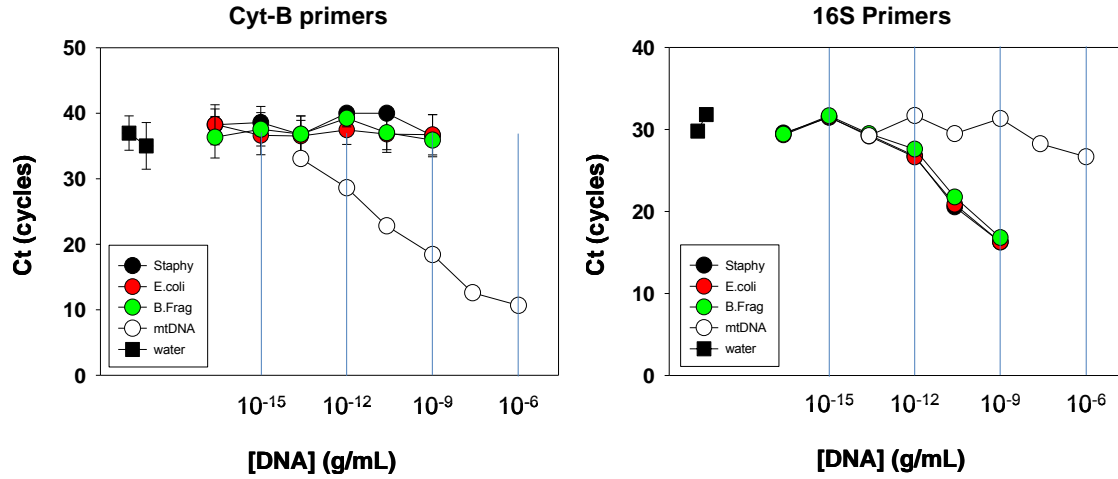 Cyt-B primers
50
40
30
20
10
0
Ct (cycles)
Staphy
E.coli
B.Frag
mtDNA
water
10-15
10-12
10-9
10-6
[DNA] (g/mL)
16S Primers
40
30
20
10
0
Ct (cycles)
Staphy
E.coli
B.Frag
mtDNA
water
10-15
10-12
10-9
10-6
[DNA] (g/mL)